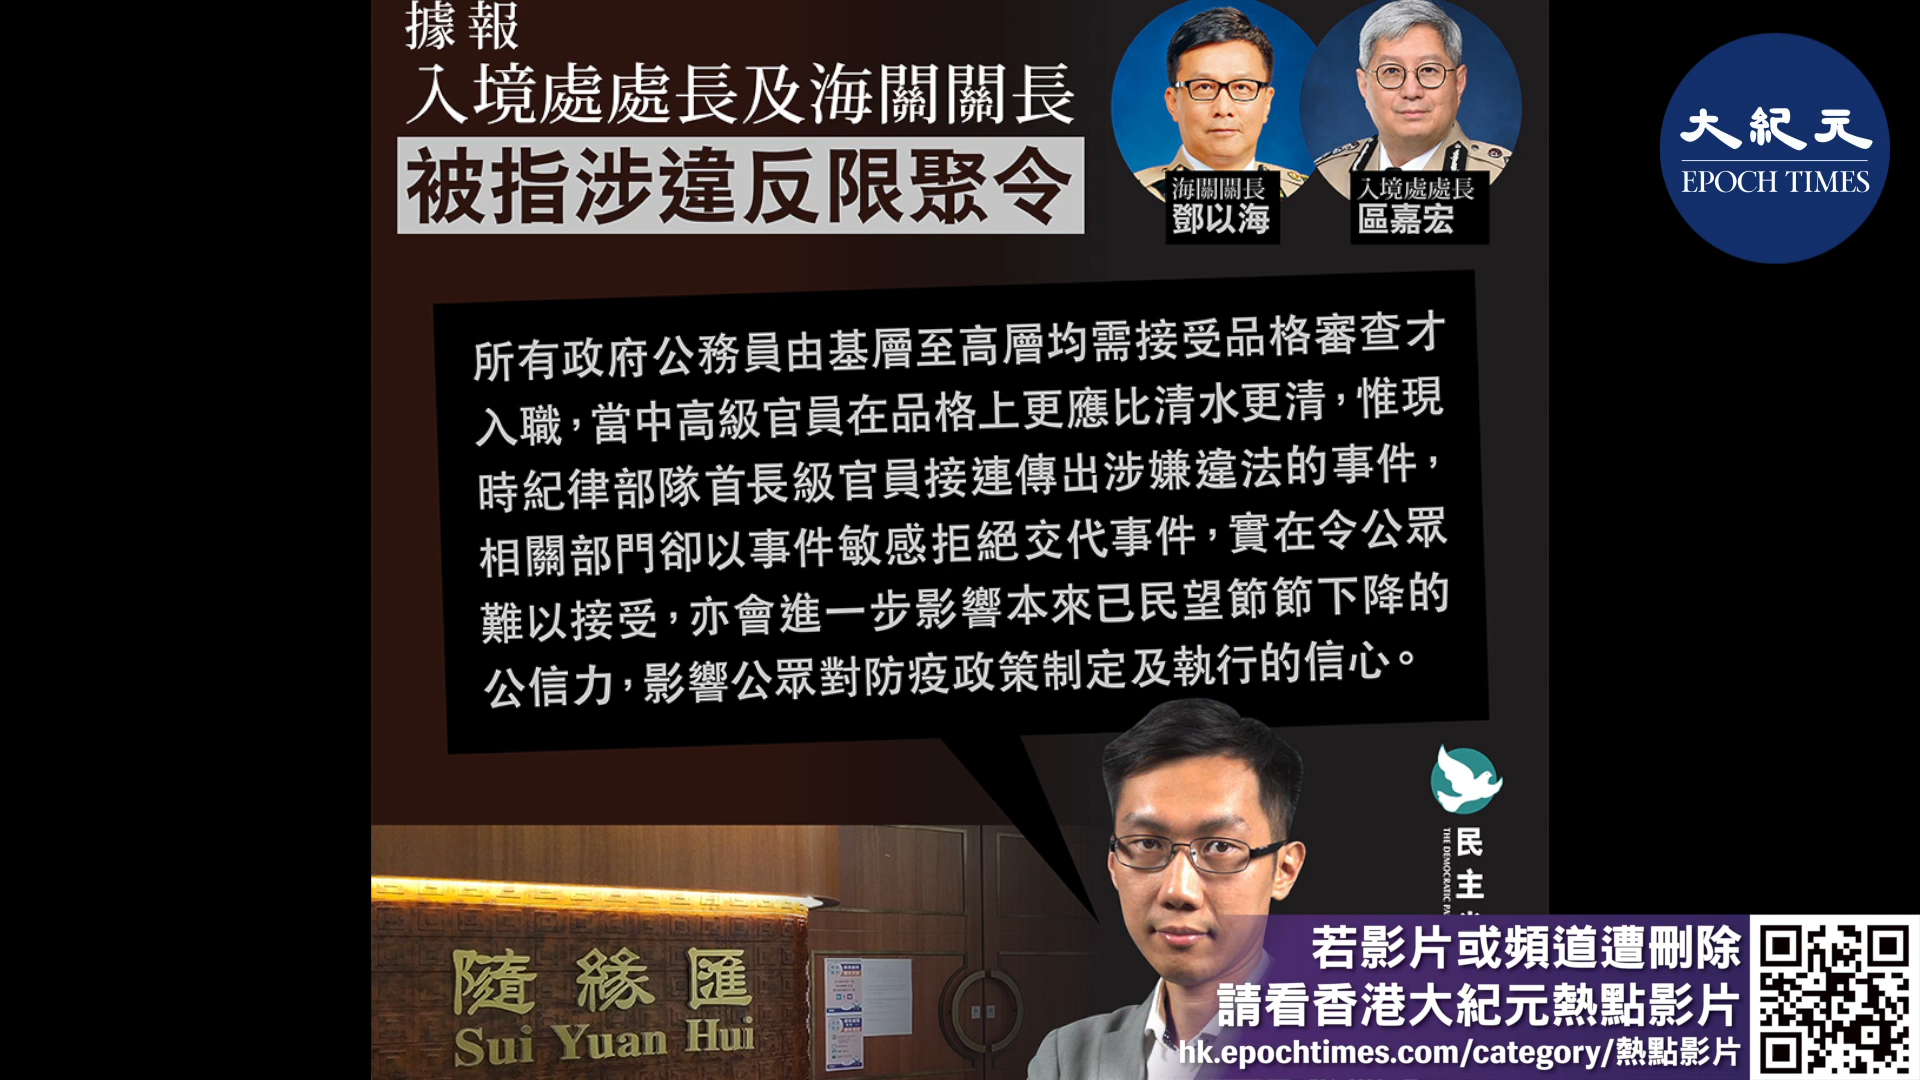 據報
入境處處長及海關關長
被指涉違反限聚令
海關關長
鄧以海
入境處處長
區嘉宏
大紀元
EPOCH TIMES
所有政府公務員由基層至高層均需接受品格審查才
入職，當中高級官員在品格上更應比清水更清，惟現
時紀律部隊首長級官員接連傳出涉嫌違法的事件，
相關部門卻以事件敏感拒絕交代事件，實在令公眾
難以接受，亦會進一步影響本來已民望節節下降的
公信力，影響公眾對防疫政策制定及執行的信心。
民主
THE DEMOCRATIC
隨緣匯
Sui Yuan Hui
若影片或頻道遭刪除
請看香港大紀元熱點影片
hk.epochtimes.com/category/熱點影片